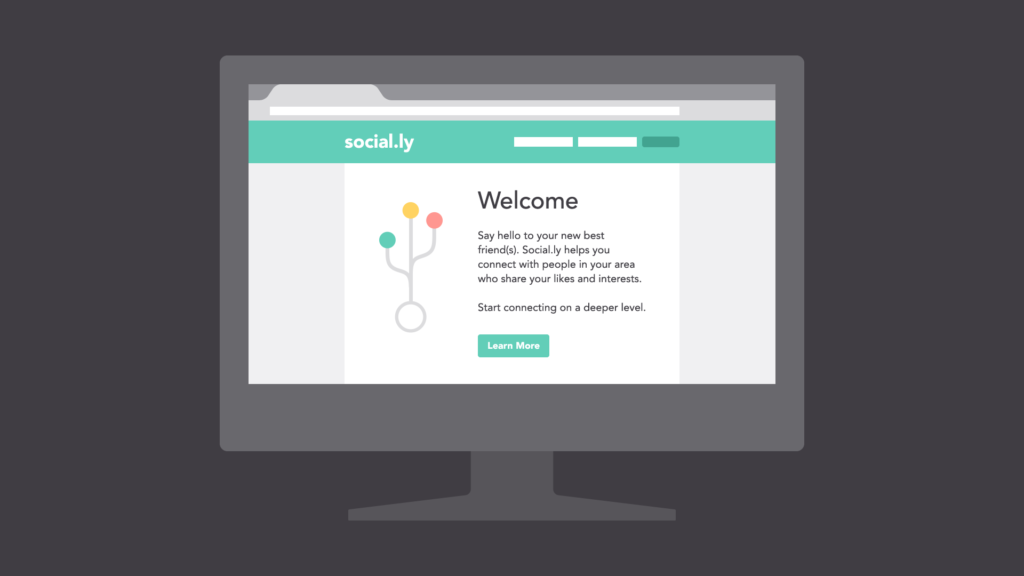 social.ly
Welcome
Say hello to your new best
friend(s). Social.ly helps you
connect with people in your area
who share your likes and interests.
Start connecting on a deeper level.
Learn More